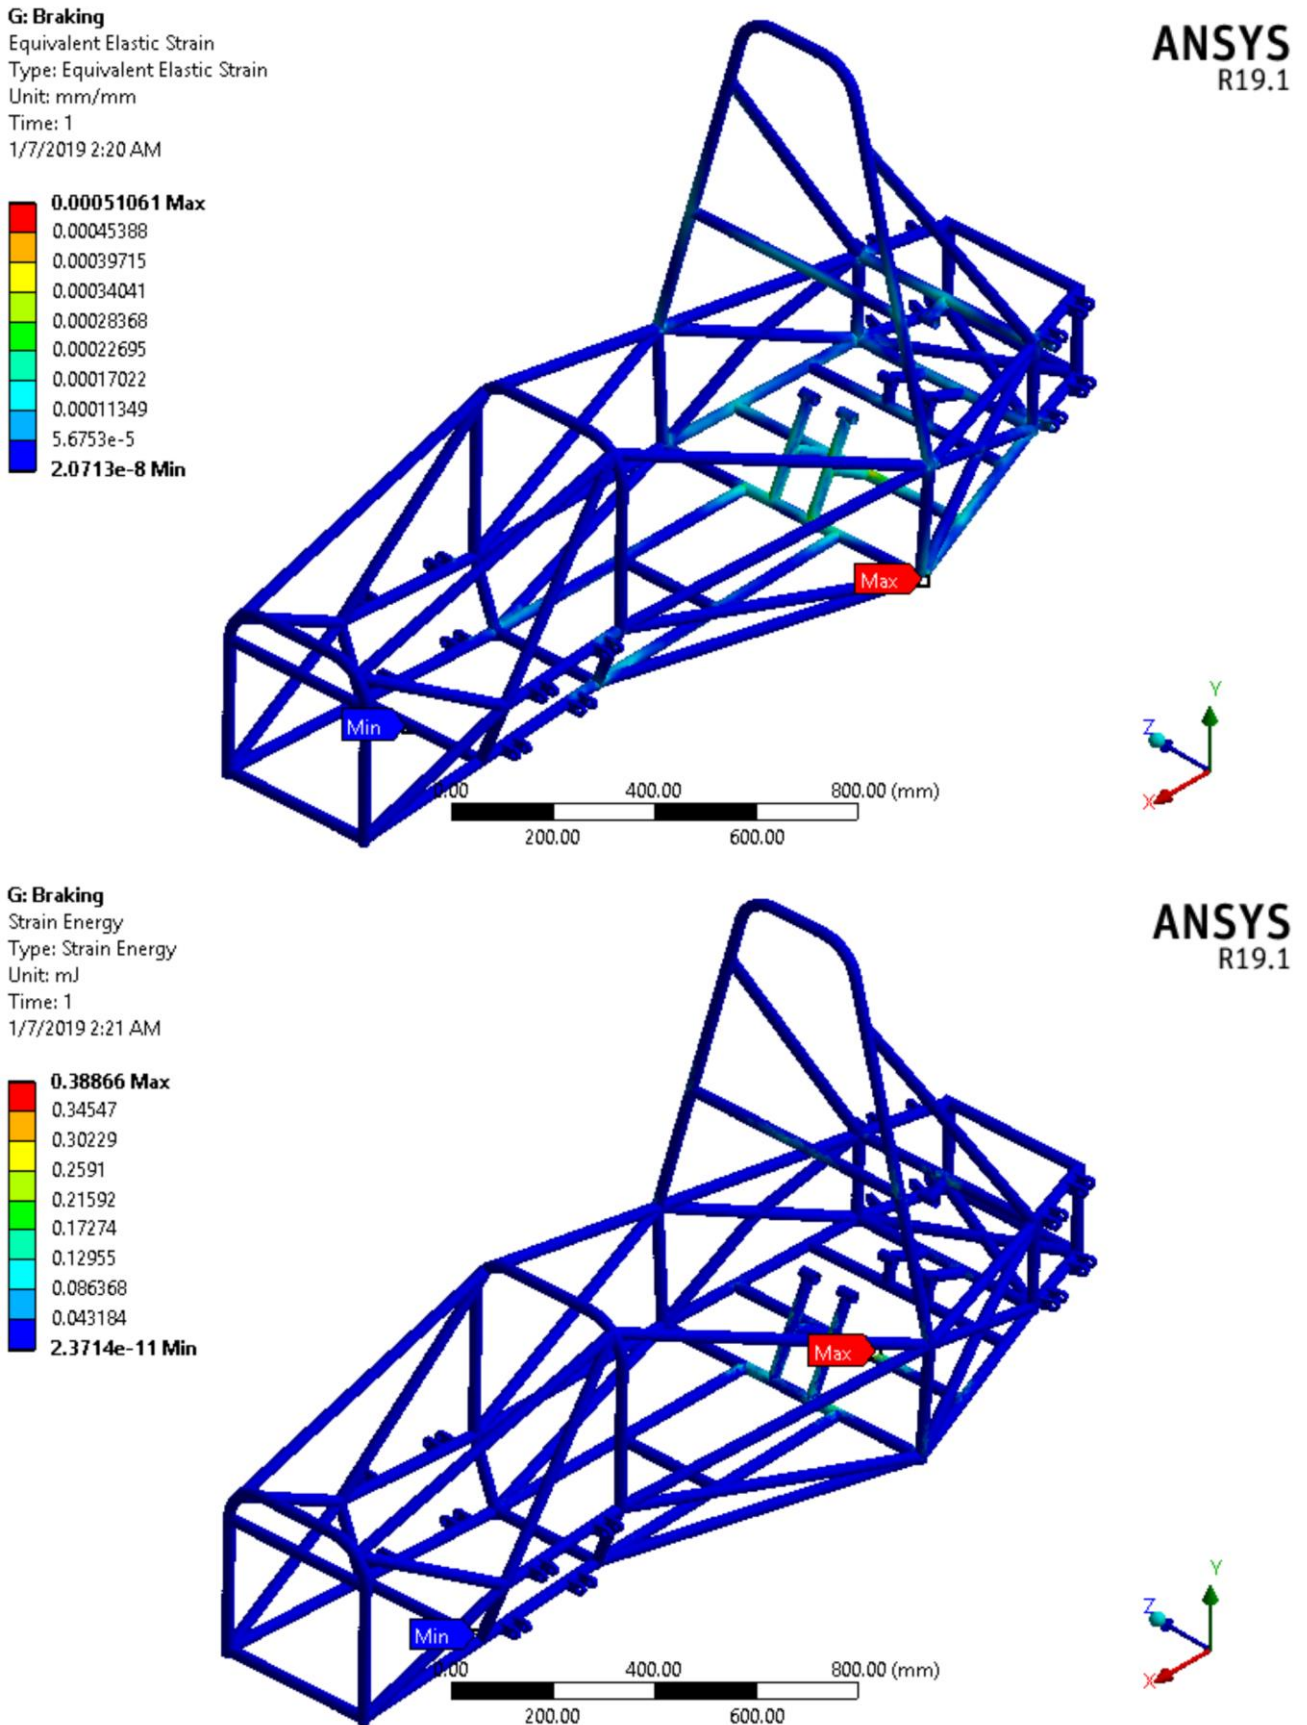 G: Braking
Equivalent Elastic Strain
Type: Equivalent Elastic Strain
Unit: mm/mm
Time: 1
1/7/2019 2:20 AM
ANSYS
R19.1
0.00051061 Max
0.00045388
0.00039715
0.00034041
0.00028368
0.00022695
0.00017022
0.00011349
5.6753e-5
2.0713e-8 Min
Max
Min
Y
Z
X
0.00 400.00 800.00 (mm)
200.00 600.00
G: Braking
Strain Energy
Type: Strain Energy
Unit: mJ
Time: 1
1/7/2019 2:21 AM
ANSYS
R19.1
0.38866 Max
0.34547
0.30229
0.2591
0.21592
0.17274
0.12955
0.086368
0.043184
2.3714e-11 Min
Max
Min
Y
Z
X
0.00 400.00 800.00 (mm)
200.00 600.00